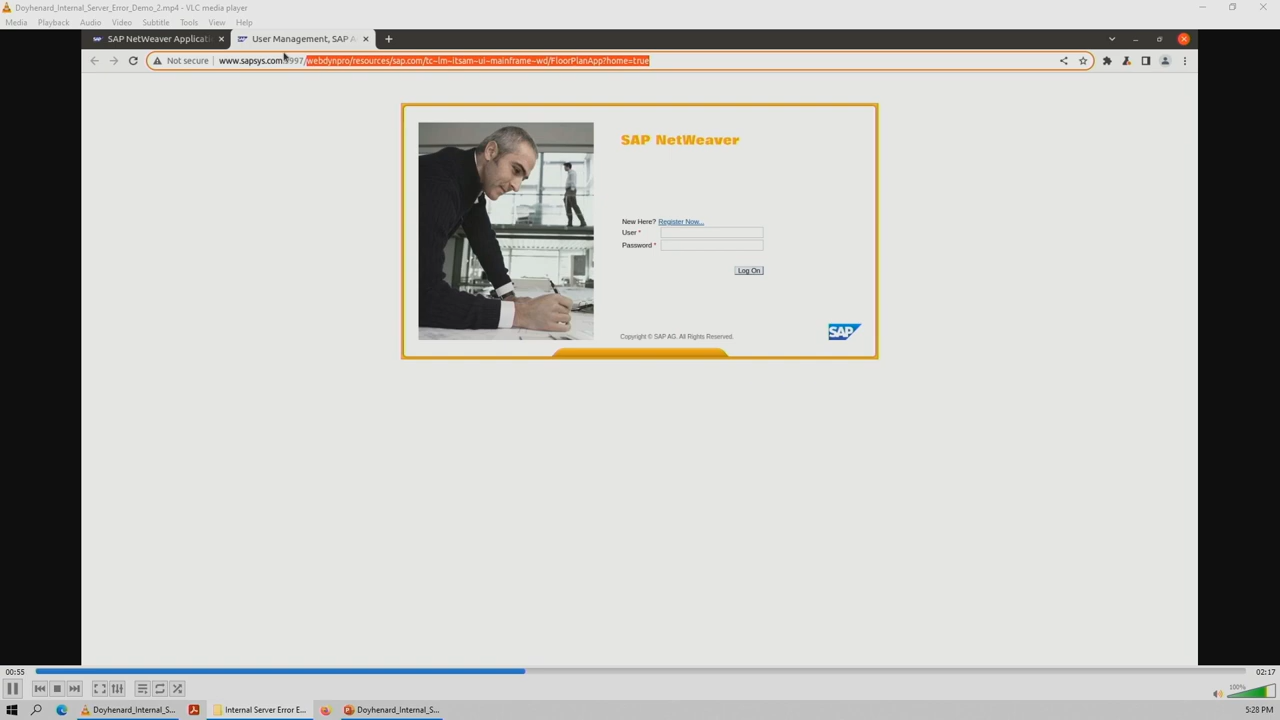 Doyhenard_Internal_Server_Error_Demo_2.mp4 - VLC media player
Media Playback Audio Video Subtitle Tools View Help
SAP NetWeaver Applicati
User Management, SAP A
Not secure
www.sapsys.com:5997/webdynpro/resources/sap.com/tc~lm~itsam~ui~mainframe~wd/FloorPlanApp?home=true
SAP NetWeaver
New Here? Register Now...
User *
Password *
Log On
Copyright © SAP AG. All Rights Reserved.
SAP
00:55
02:17
100%
Doyhenard_Internal_S...
Internal Server Error E...
Doyhenard_Internal_S...
5:28 PM